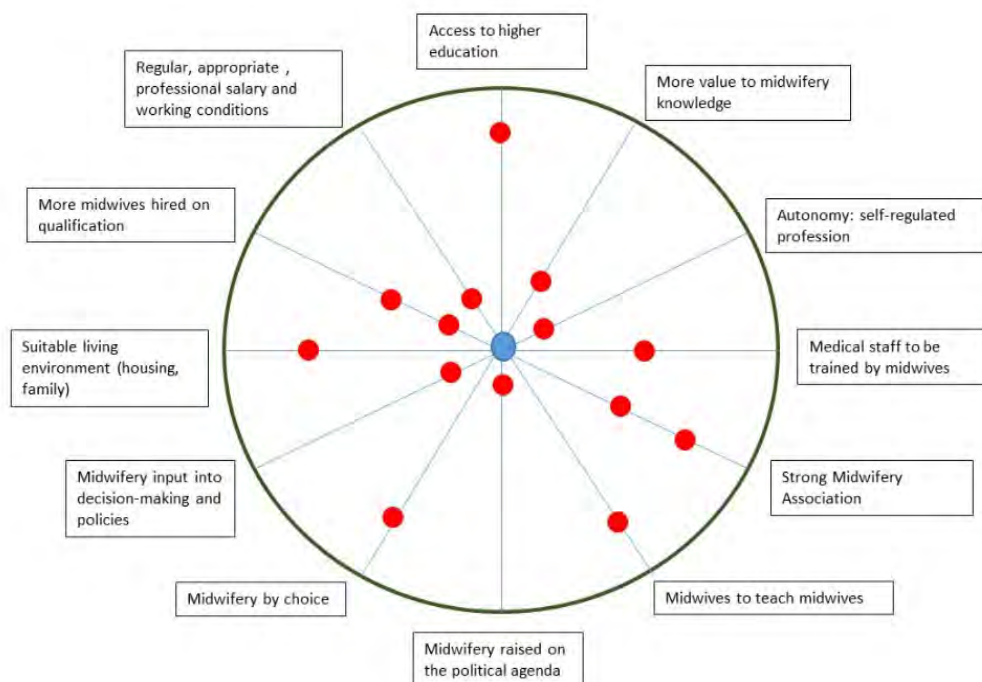 Access to higher
education
Regular, appropriate ,
professional salary and
working conditions
More value to midwifery
knowledge
More midwives hired on
qualification
Autonomy: self-regulated
profession
Suitable living
environment (housing,
family)
Medical staff to be
trained by midwives
Midwifery input into
decision-making and
policies
Strong Midwifery
Association
Midwifery by choice
Midwives to teach midwives
Midwifery raised on
the political agenda